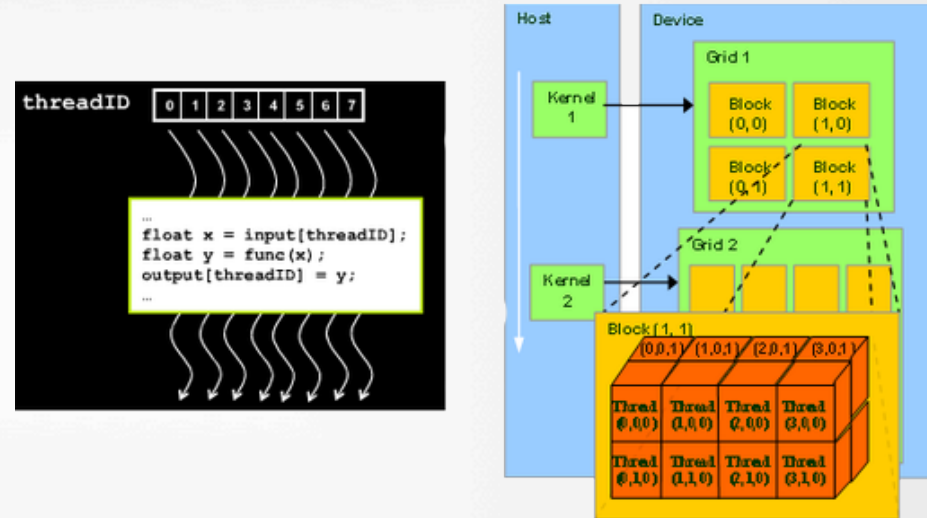 threadID 0 1 2 3 4 5 6 7
...
float x = input[threadID];
float y = func(x);
output[threadID] = y;
...
Host
Device
Grid 1
Kernel
1
Block
(0,0)
Block
(1,0)
Block
(0,1)
Block
(1,1)
Grid 2
Kernel
2
Block (1, 1)
(0,0,1) (1,0,1) (2,0,1) (3,0,1)
Thread Thread Thread Thread
(0,0,0) (1,0,0) (2,0,0) (3,0,0)
Thread Thread Thread Thread
(0,1,0) (1,1,0) (2,1,0) (3,1,0)